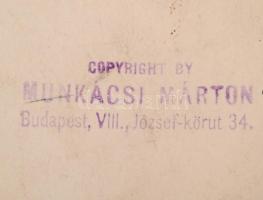 COPYRIGHT BY
MUNKÁCSI MÁRTON
Budapest, VIII., József-körut 34.